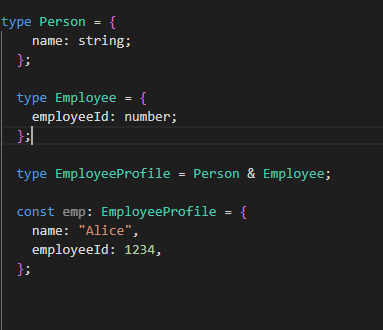 type Person = {
    name: string;
  };

  type Employee = {
    employeeId: number;
  };

  type EmployeeProfile = Person & Employee;

  const emp: EmployeeProfile = {
    name: "Alice",
    employeeId: 1234,
  };